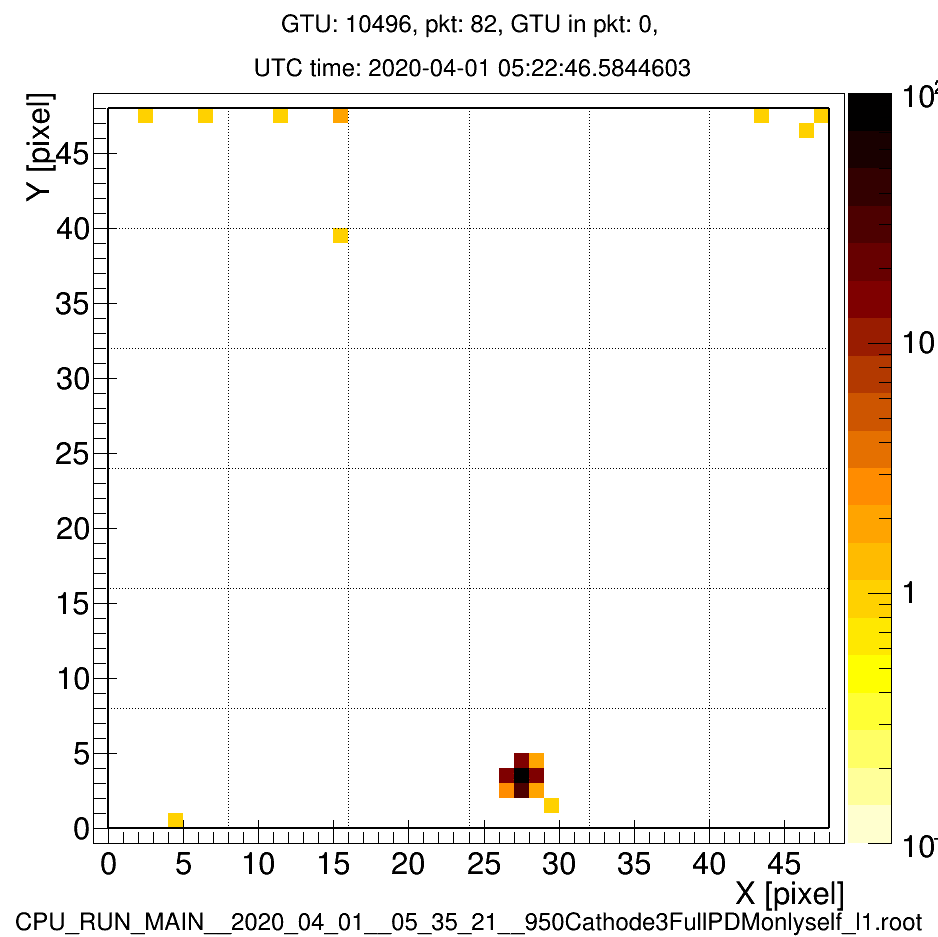 GTU: 10496, pkt: 82, GTU in pkt: 0,
UTC time: 2020-04-01 05:22:46.5844603
Y [pixel]
45
40
35
30
25
20
15
10
5
0
0 5 10 15 20 25 30 35 40 45
X [pixel]
10²
10
1
10⁻
CPU_RUN_MAIN__2020_04_01__05_35_21__950Cathode3FullPDMonlyself_l1.root